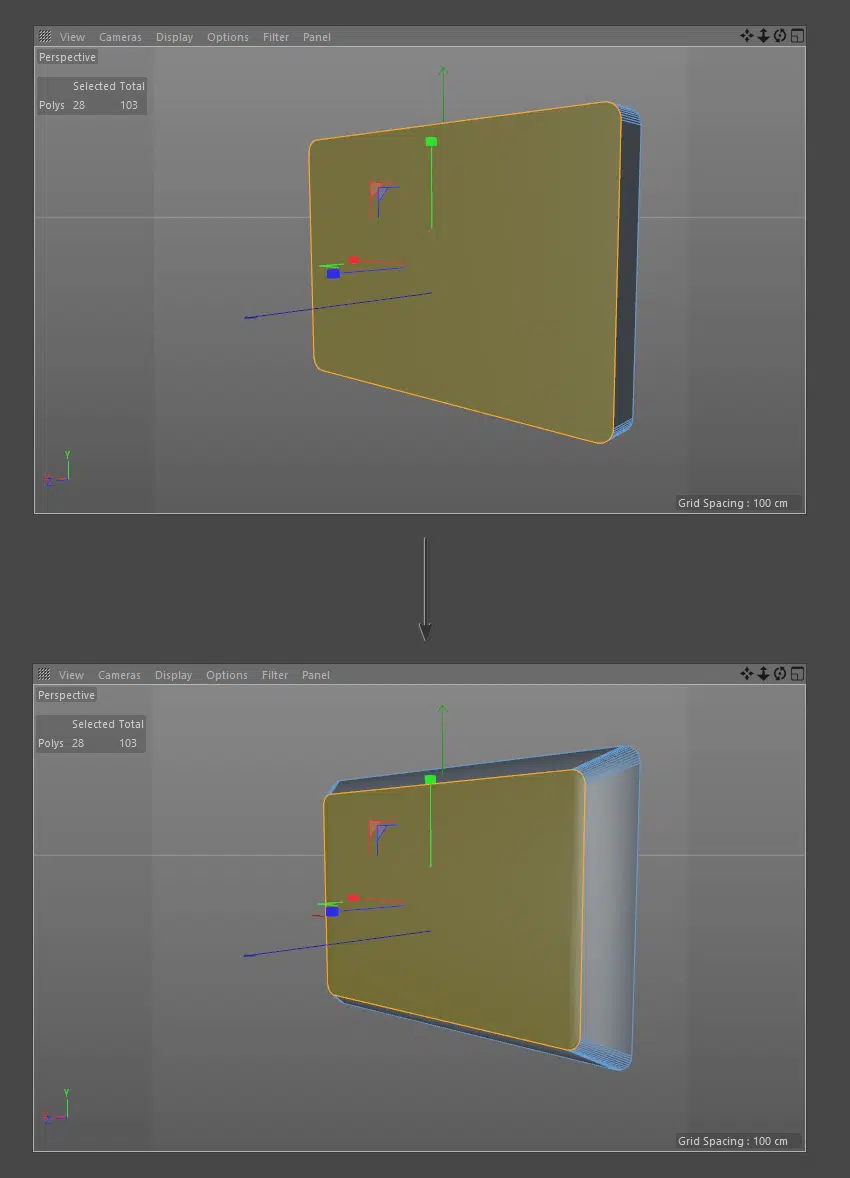 View Cameras Display Options Filter Panel
Perspective
Selected Total
Polys 28 103
Y
Z
Grid Spacing : 100 cm
View Cameras Display Options Filter Panel
Perspective
Selected Total
Polys 28 103
Y
Z
Grid Spacing : 100 cm